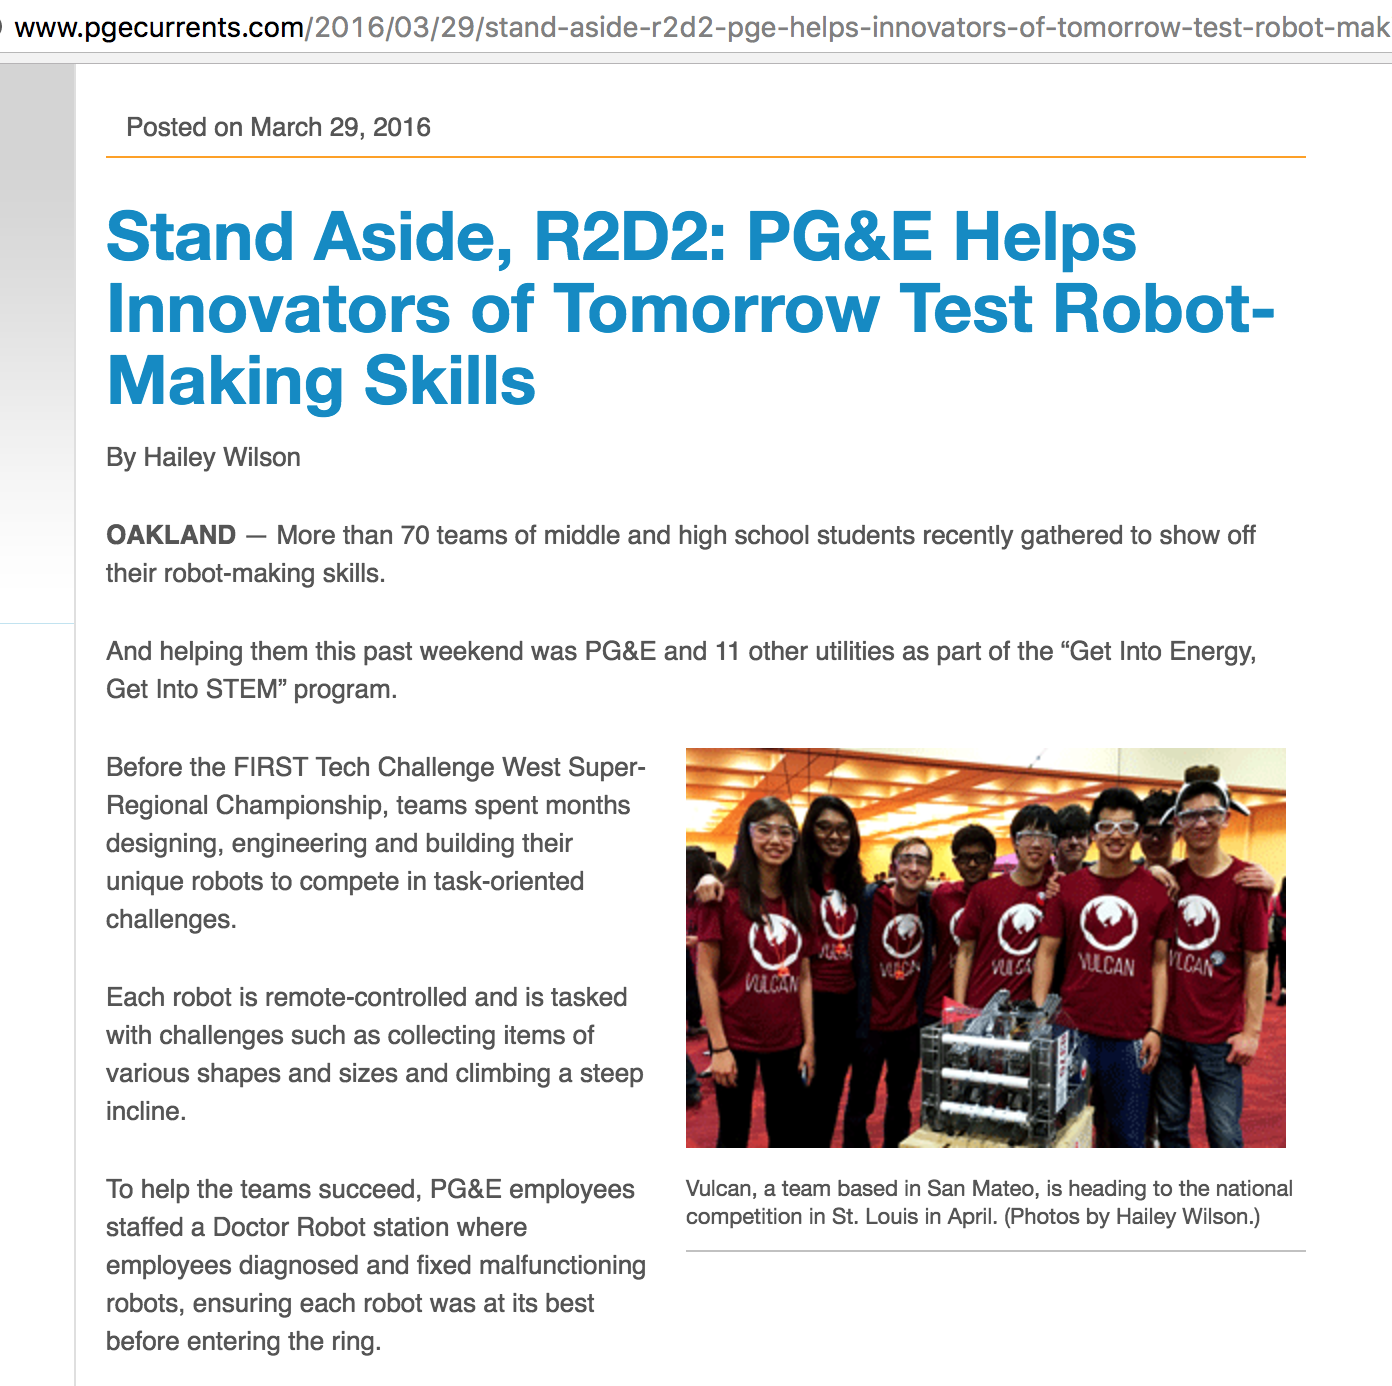 www.pgecurrents.com/2016/03/29/stand-aside-r2d2-pge-helps-innovators-of-tomorrow-test-robot-mak
Posted on March 29, 2016
Stand Aside, R2D2: PG&E Helps
Innovators of Tomorrow Test Robot-
Making Skills
By Hailey Wilson
OAKLAND — More than 70 teams of middle and high school students recently gathered to show off
their robot-making skills.
And helping them this past weekend was PG&E and 11 other utilities as part of the “Get Into Energy,
Get Into STEM” program.
Before the FIRST Tech Challenge West Super-
Regional Championship, teams spent months
designing, engineering and building their
unique robots to compete in task-oriented
challenges.
Each robot is remote-controlled and is tasked
with challenges such as collecting items of
various shapes and sizes and climbing a steep
incline.
To help the teams succeed, PG&E employees
staffed a Doctor Robot station where
employees diagnosed and fixed malfunctioning
robots, ensuring each robot was at its best
before entering the ring.
VULCAN
VULCAN
VULCAN
VULCAN
Vulcan, a team based in San Mateo, is heading to the national
competition in St. Louis in April. (Photos by Hailey Wilson.)